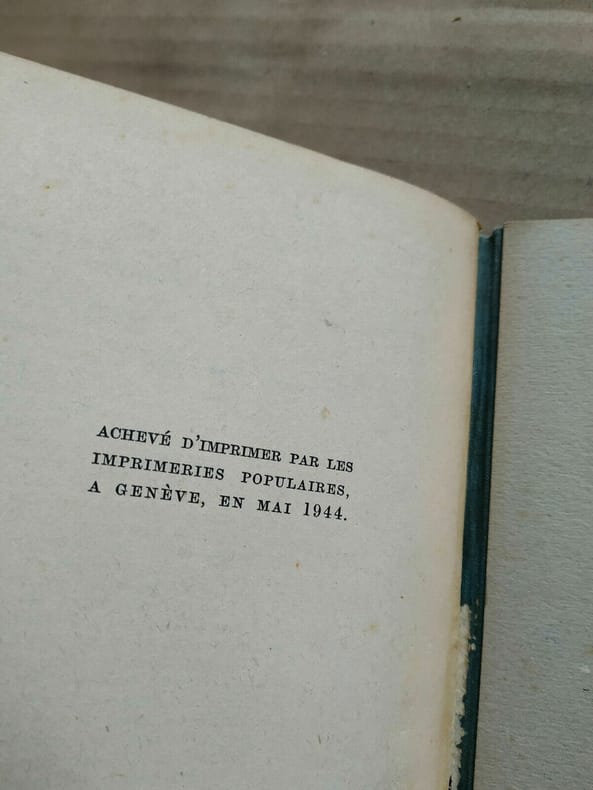 ACHEVÉ D'IMPRIMER PAR LES
IMPRIMERIES POPULAIRES,
A GENÈVE, EN MAI 1944.